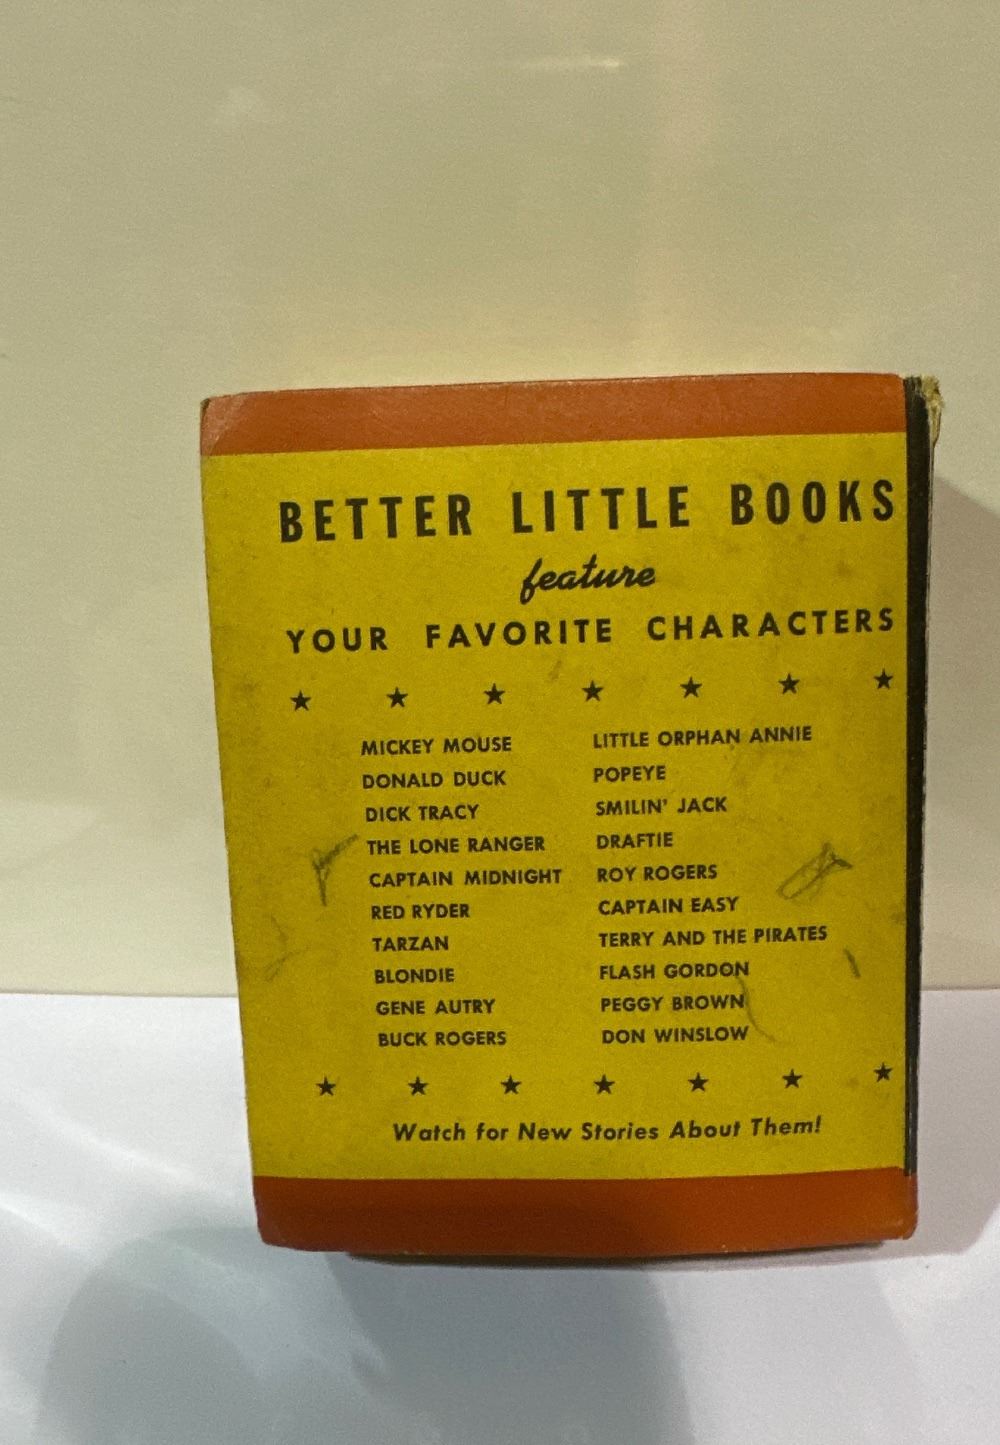 BETTER LITTLE BOOKS
feature
YOUR FAVORITE CHARACTERS
MICKEY MOUSE
DONALD DUCK
DICK TRACY
THE LONE RANGER
CAPTAIN MIDNIGHT
RED RYDER
TARZAN
BLONDIE
GENE AUTRY
BUCK ROGERS
LITTLE ORPHAN ANNIE
POPEYE
SMILIN' JACK
DRAFTIE
ROY ROGERS
CAPTAIN EASY
TERRY AND THE PIRATES
FLASH GORDON
PEGGY BROWN
DON WINSLOW
Watch for New Stories About Them!